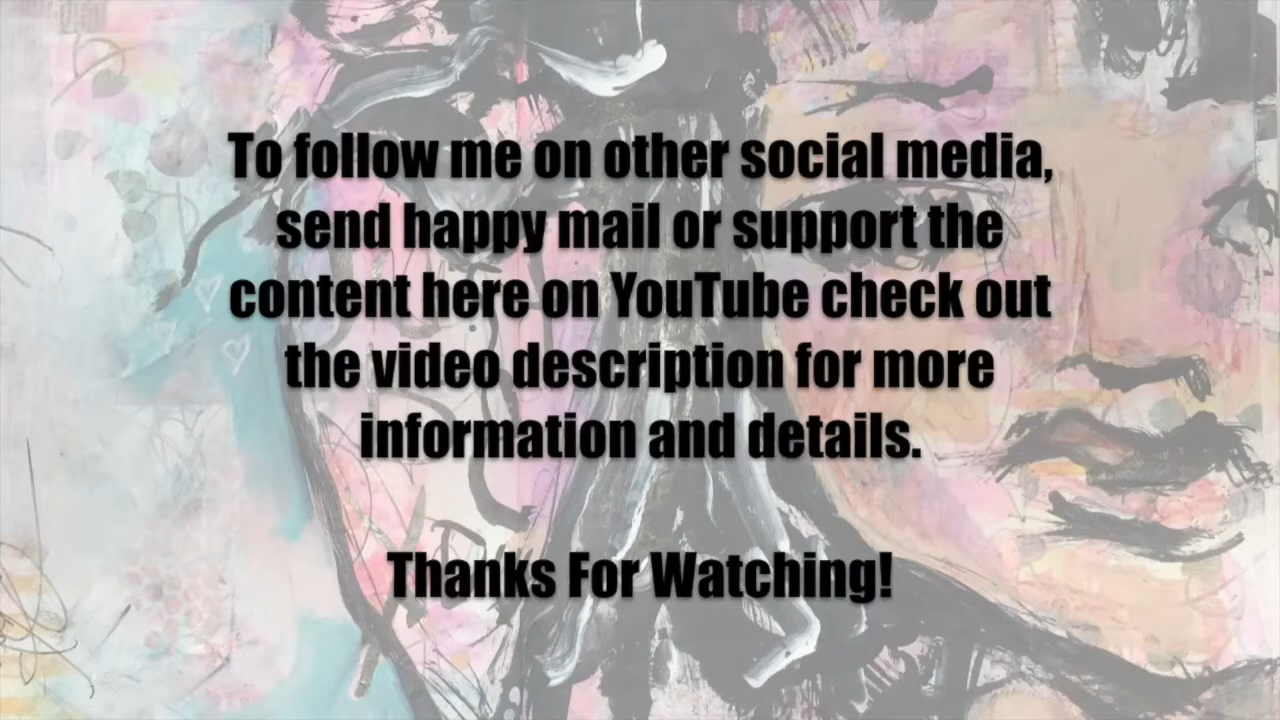 To follow me on other social media,
send happy mail or support the
content here on YouTube check out
the video description for more
information and details.
Thanks For Watching!